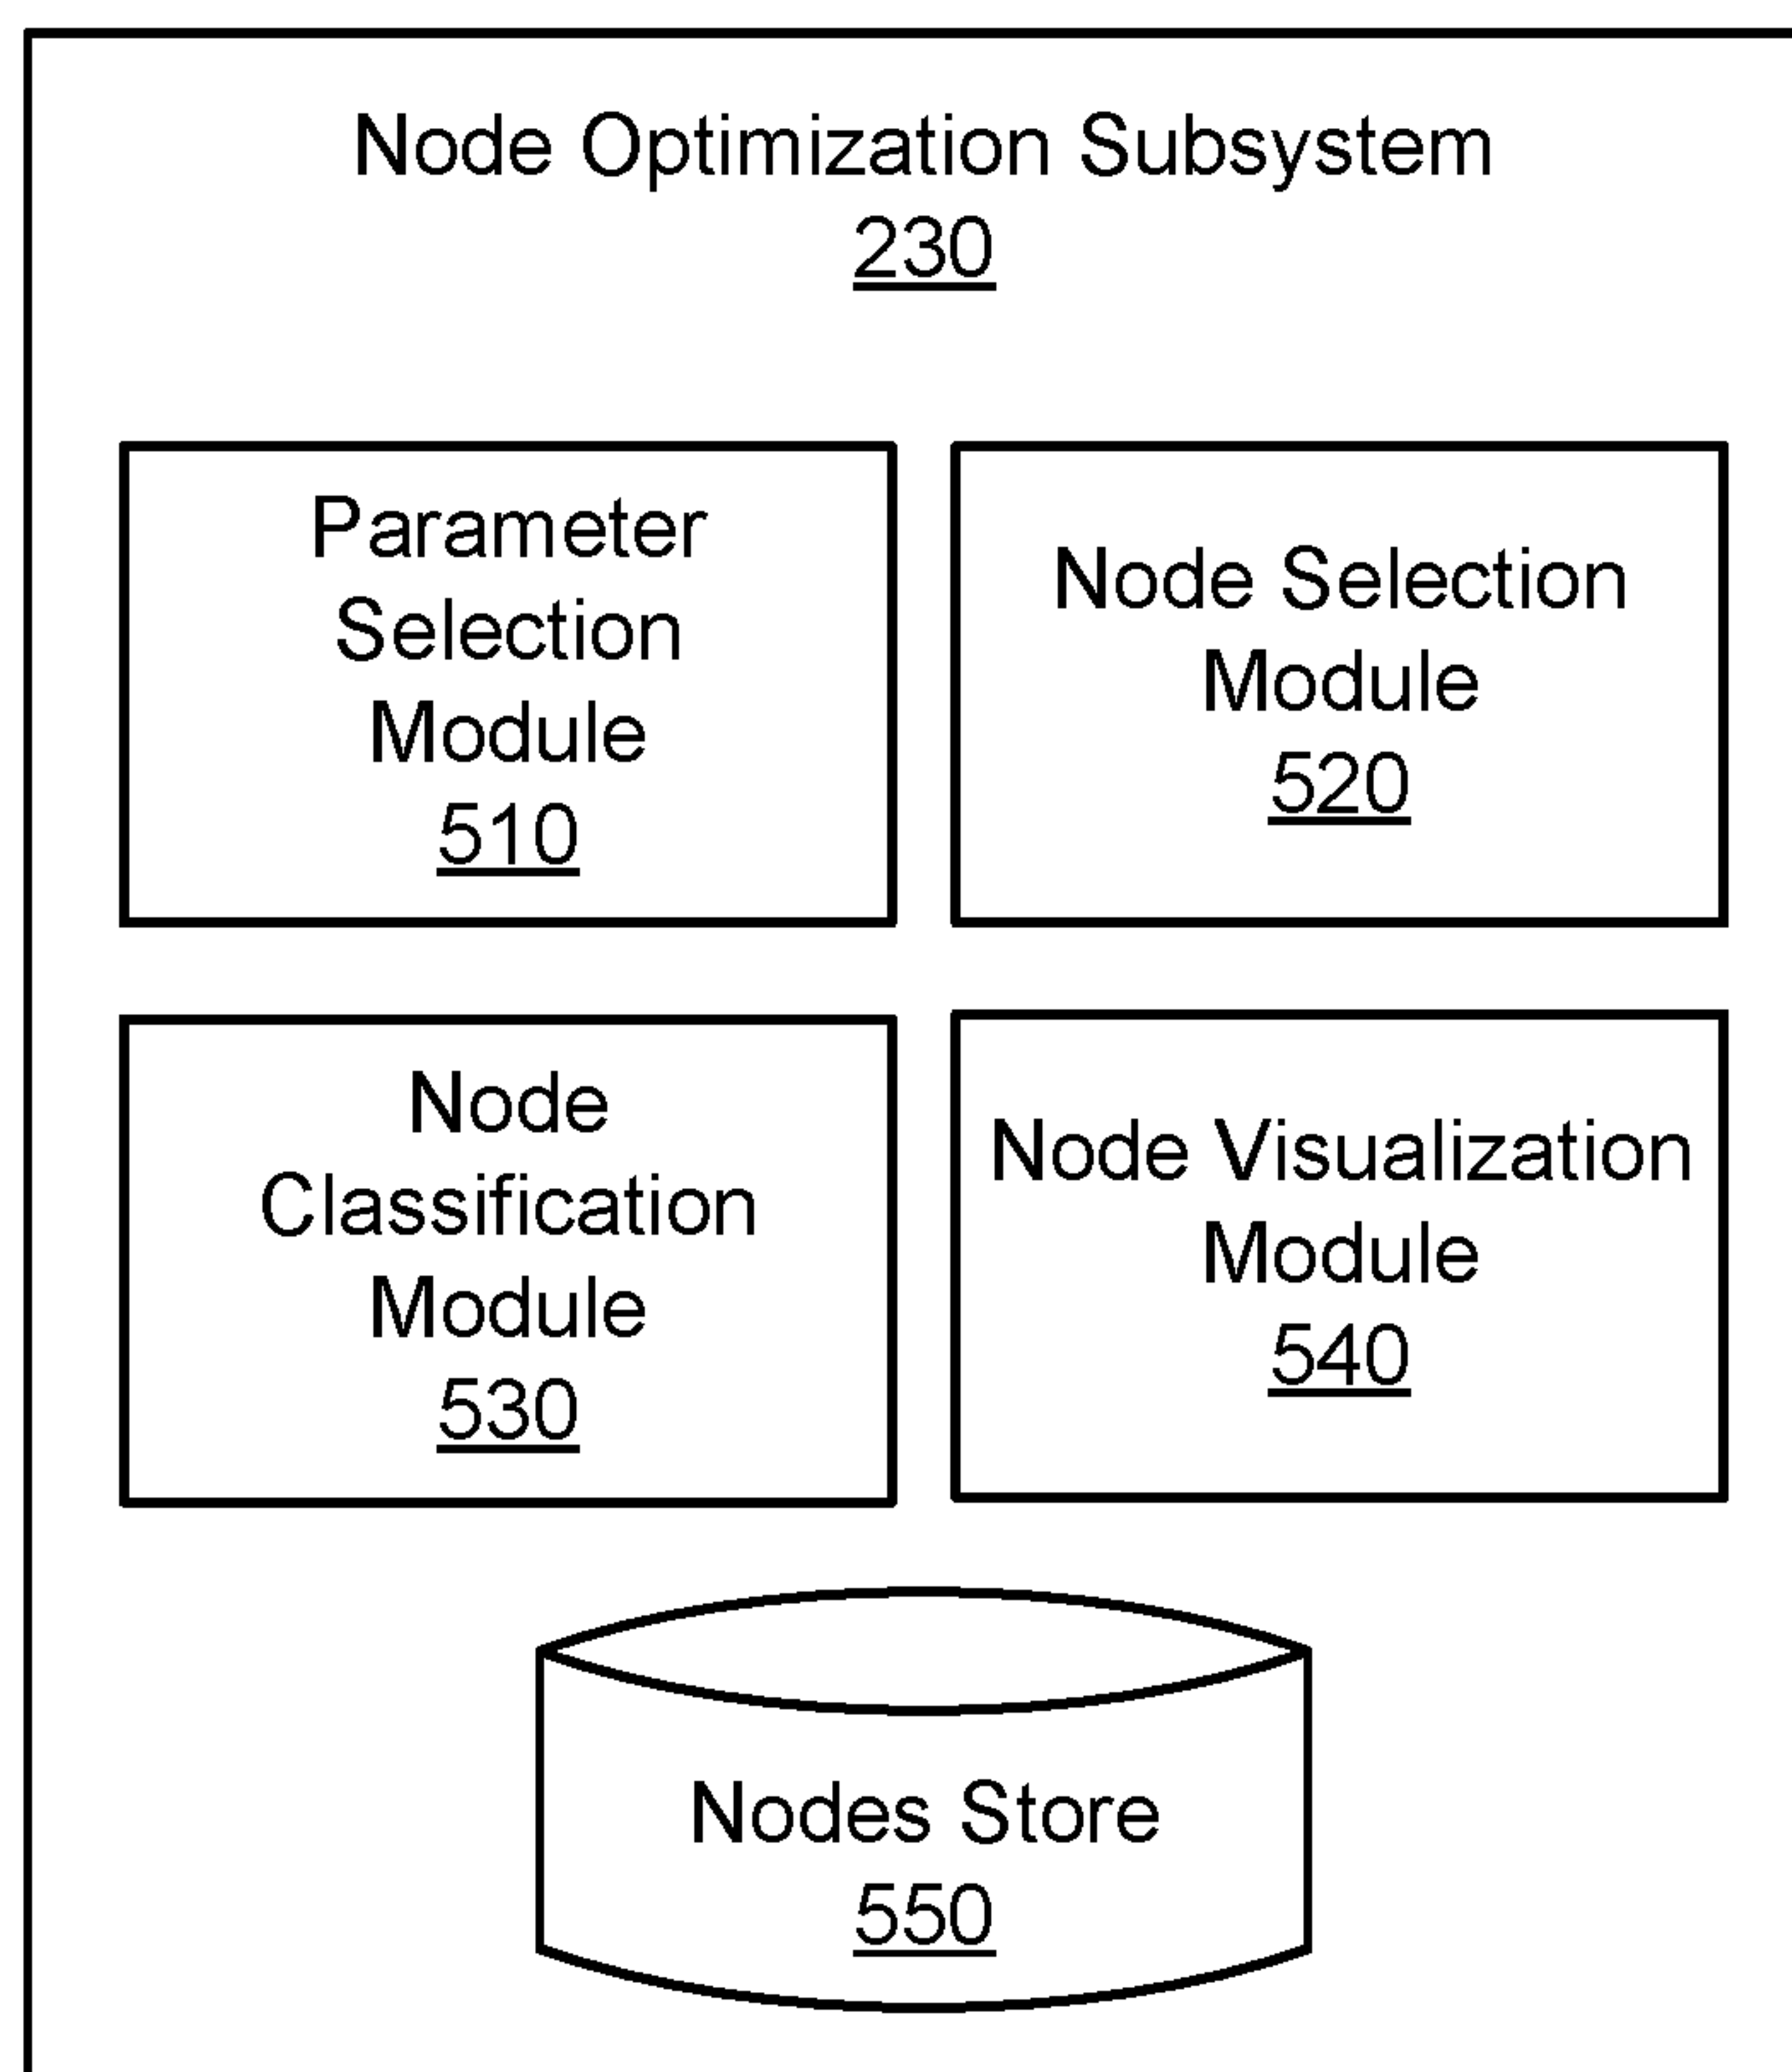 Node Optimization Subsystem
230
Parameter
Selection
Module
510
Node Selection
Module
520
Node
Classification
Module
530
Node Visualization
Module
540
Nodes Store
550